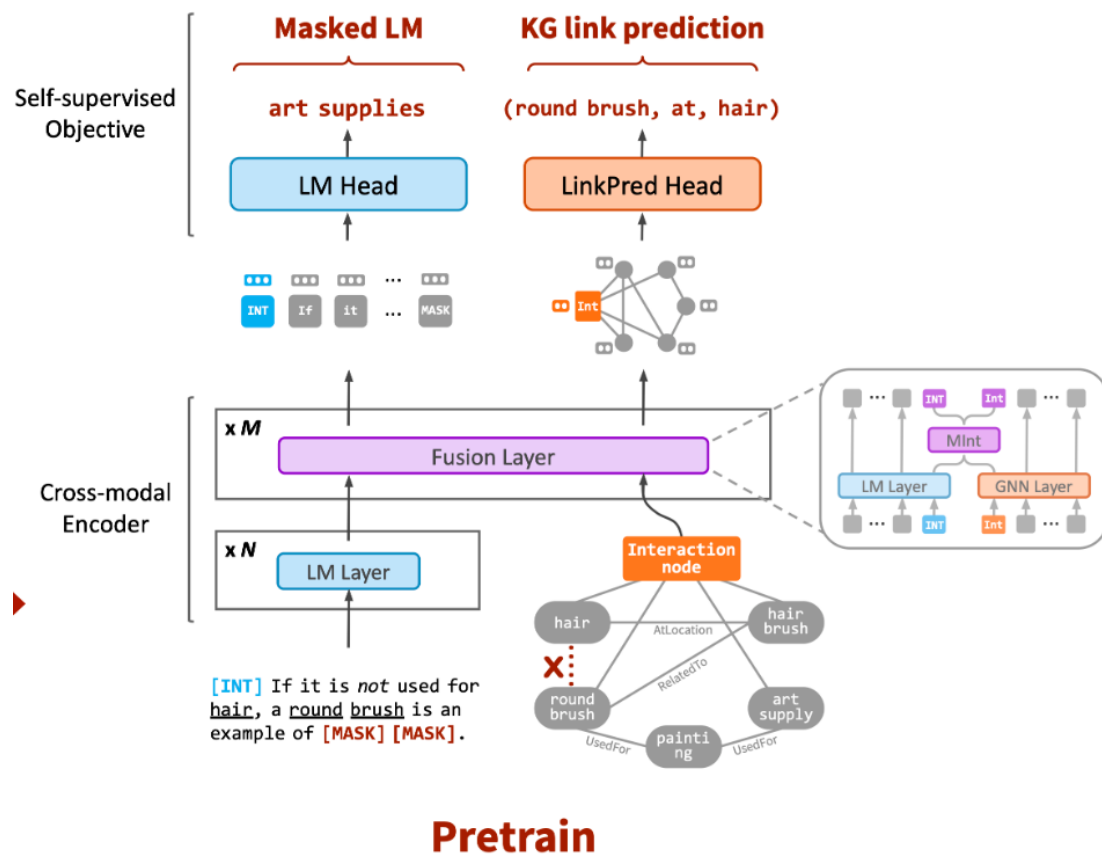 Masked LM
KG link prediction
Self-supervised
Objective
art supplies
(round brush, at, hair)
LM Head
LinkPred Head
INT
If
it
...
MASK
Int
Cross-modal
Encoder
x M
Fusion Layer
x N
LM Layer
[INT] If it is not used for
hair, a round brush is an
example of [MASK] [MASK].
Interaction
node
hair
hair
brush
AtLocation
X
RelatedTo
round
brush
art
supply
UsedFor
painti
ng
UsedFor
...
INT
Int
...
MInt
LM Layer
GNN Layer
...
INT
Int
...
Pretrain